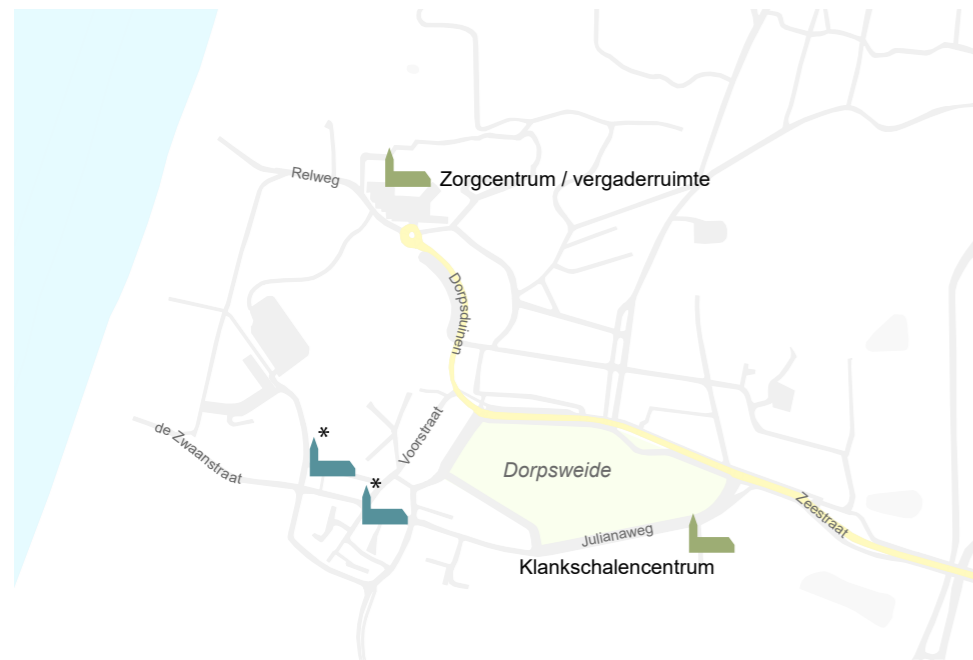 Relweg
Zorgcentrum / vergaderruimte
Dorpsduinen
Voorstraat
de Zwaanstraat
*
*
Dorpsweide
Zeestraat
Julianaweg
Klankschalencentrum